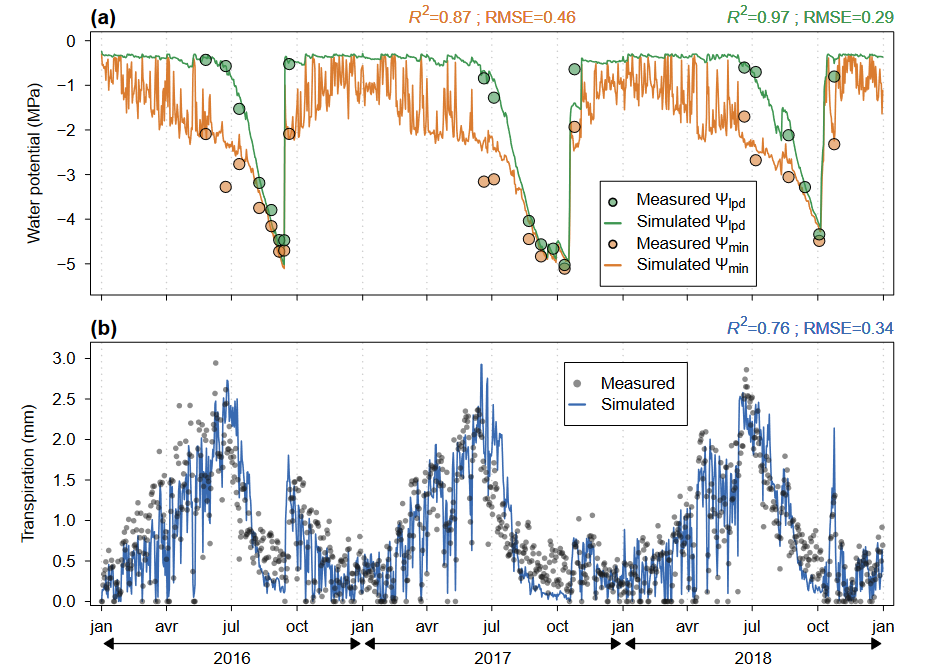 (a) R²=0.87 ; RMSE=0.46 R²=0.97 ; RMSE=0.29
0
−1
−2
−3
−4
−5
Water potential (MPa)
Measured Ψlpd
Simulated Ψlpd
Measured Ψmin
Simulated Ψmin
(b) R²=0.76 ; RMSE=0.34
3.0
2.5
2.0
1.5
1.0
0.5
0.0
Transpiration (mm)
Measured
Simulated
jan avr jul oct jan avr jul oct jan avr jul oct jan
2016 2017 2018